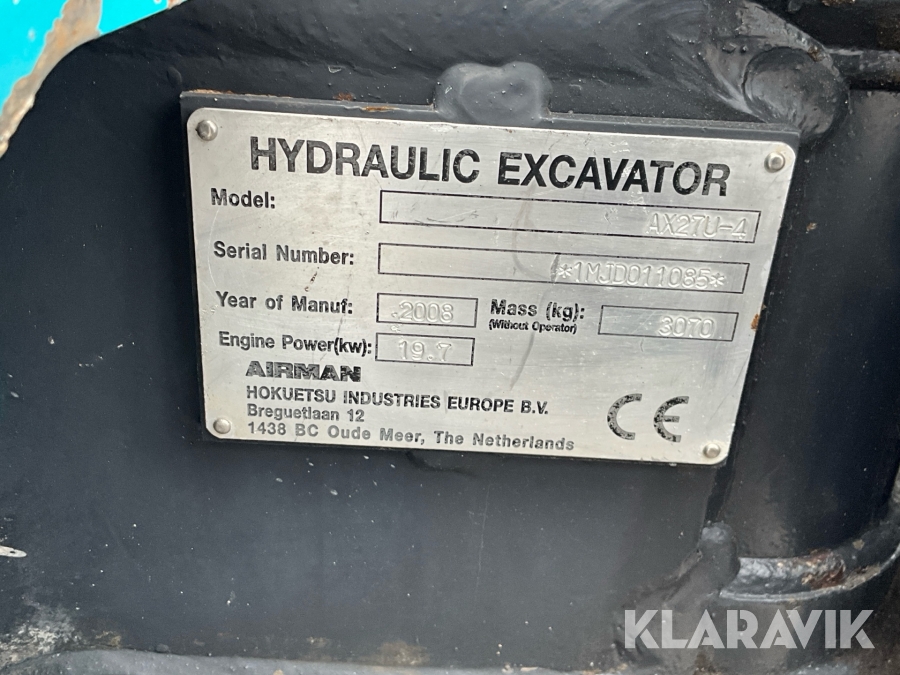 HYDRAULIC EXCAVATOR
Model: AX27U-4
Serial Number: *1MJD011085*
Year of Manuf: 2008 Mass (kg): 3070
(Without Operator)
Engine Power(kw): 19.7
AIRMAN
HOKUETSU INDUSTRIES EUROPE B.V.
Breguetlaan 12
1438 BC Oude Meer, The Netherlands
CE
KLARAVIK